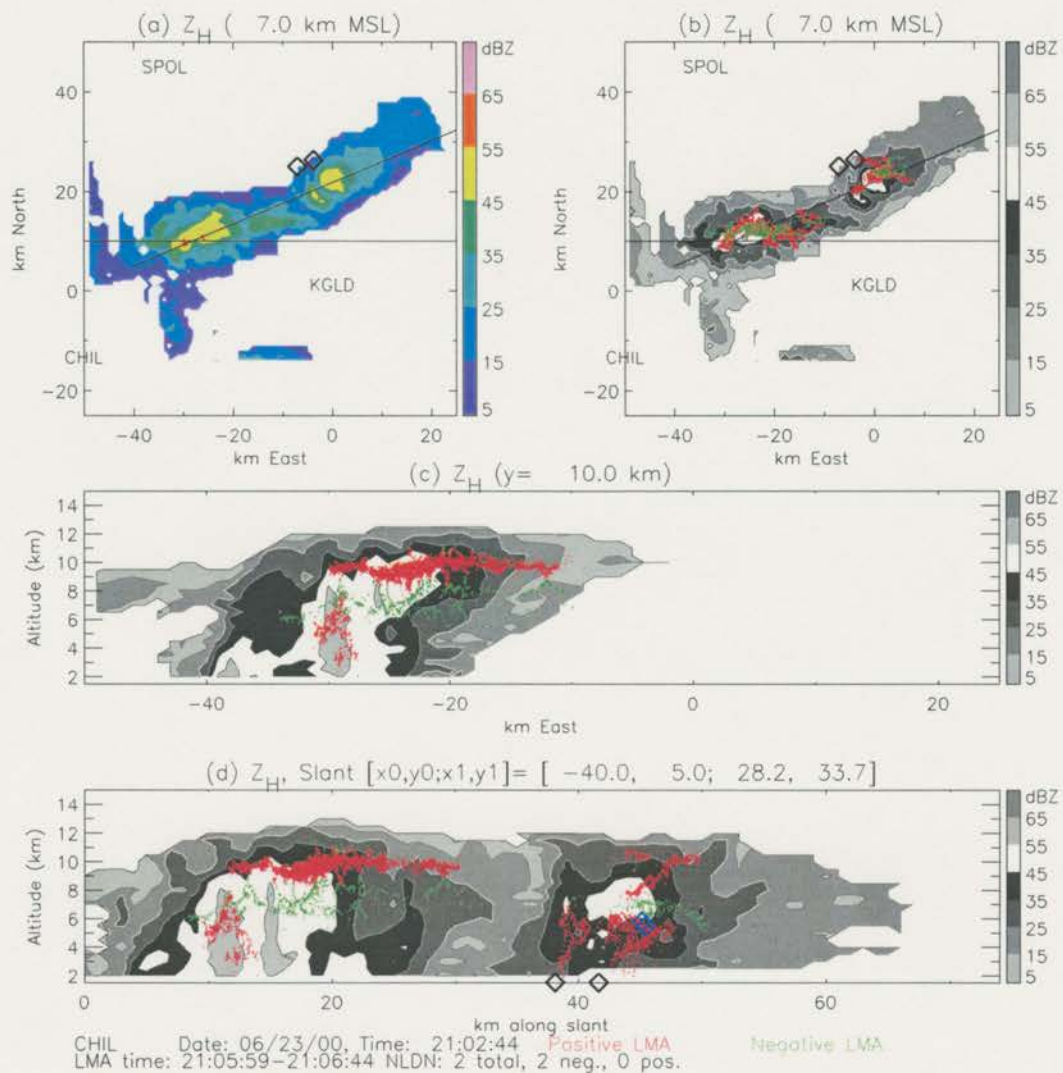 (a) Z_H ( 7.0 km MSL)
dBZ
SPOL
40
65
55
km North
20
45
35
0
KGLD
25
CHIL
15
-20
5
-40 -20 0 20
km East
(b) Z_H ( 7.0 km MSL)
dBZ
SPOL
40
65
55
km North
20
45
35
0
KGLD
25
CHIL
15
-20
5
-40 -20 0 20
km East
(c) Z_H (y= 10.0 km)
dBZ
14
65
12
55
Altitude (km)
10
45
8
35
6
25
4
15
2
5
-40 -20 0 20
km East
(d) Z_H, Slant [x0,y0;x1,y1]= [ -40.0, 5.0; 28.2, 33.7]
dBZ
14
65
12
55
Altitude (km)
10
45
8
35
6
25
4
15
2
5
0 20 40 60
km along slant
CHIL Date: 06/23/00, Time: 21:02:44 Positive LMA Negative LMA
LMA time: 21:05:59-21:06:44 NLDN: 2 total, 2 neg., 0 pos.